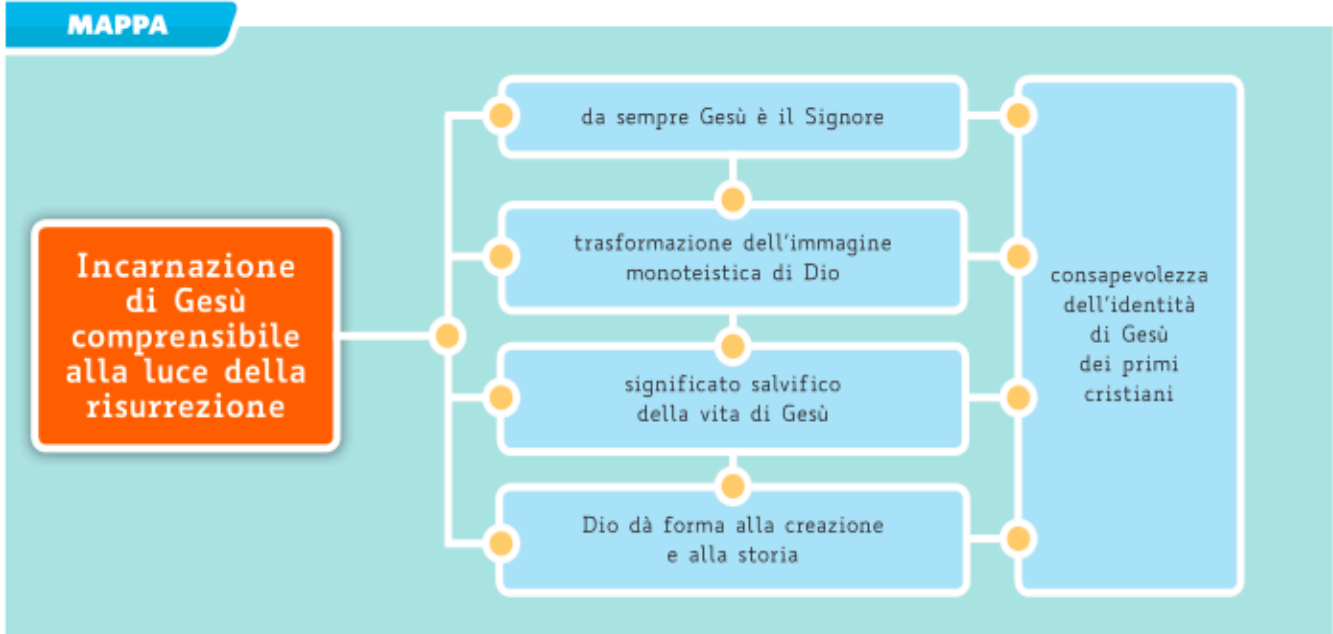 MAPPA
Incarnazione
di Gesù
comprensibile
alla luce della
risurrezione
da sempre Gesù è il Signore
trasformazione dell'immagine
monoteistica di Dio
significato salvifico
della vita di Gesù
Dio dà forma alla creazione
e alla storia
consapevolezza
dell'identità
di Gesù
dei primi
cristiani